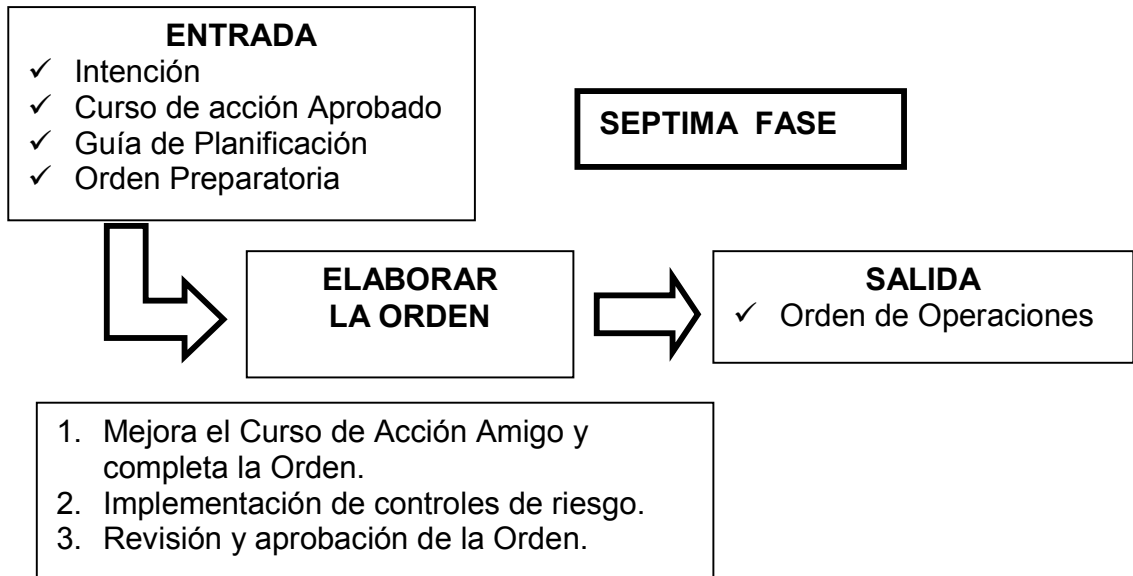 ENTRADA
✓ Intención
✓ Curso de acción Aprobado
✓ Guía de Planificación
✓ Orden Preparatoria
SEPTIMA FASE
ELABORAR
LA ORDEN
SALIDA
✓ Orden de Operaciones
1. Mejora el Curso de Acción Amigo y
completa la Orden.
2. Implementación de controles de riesgo.
3. Revisión y aprobación de la Orden.